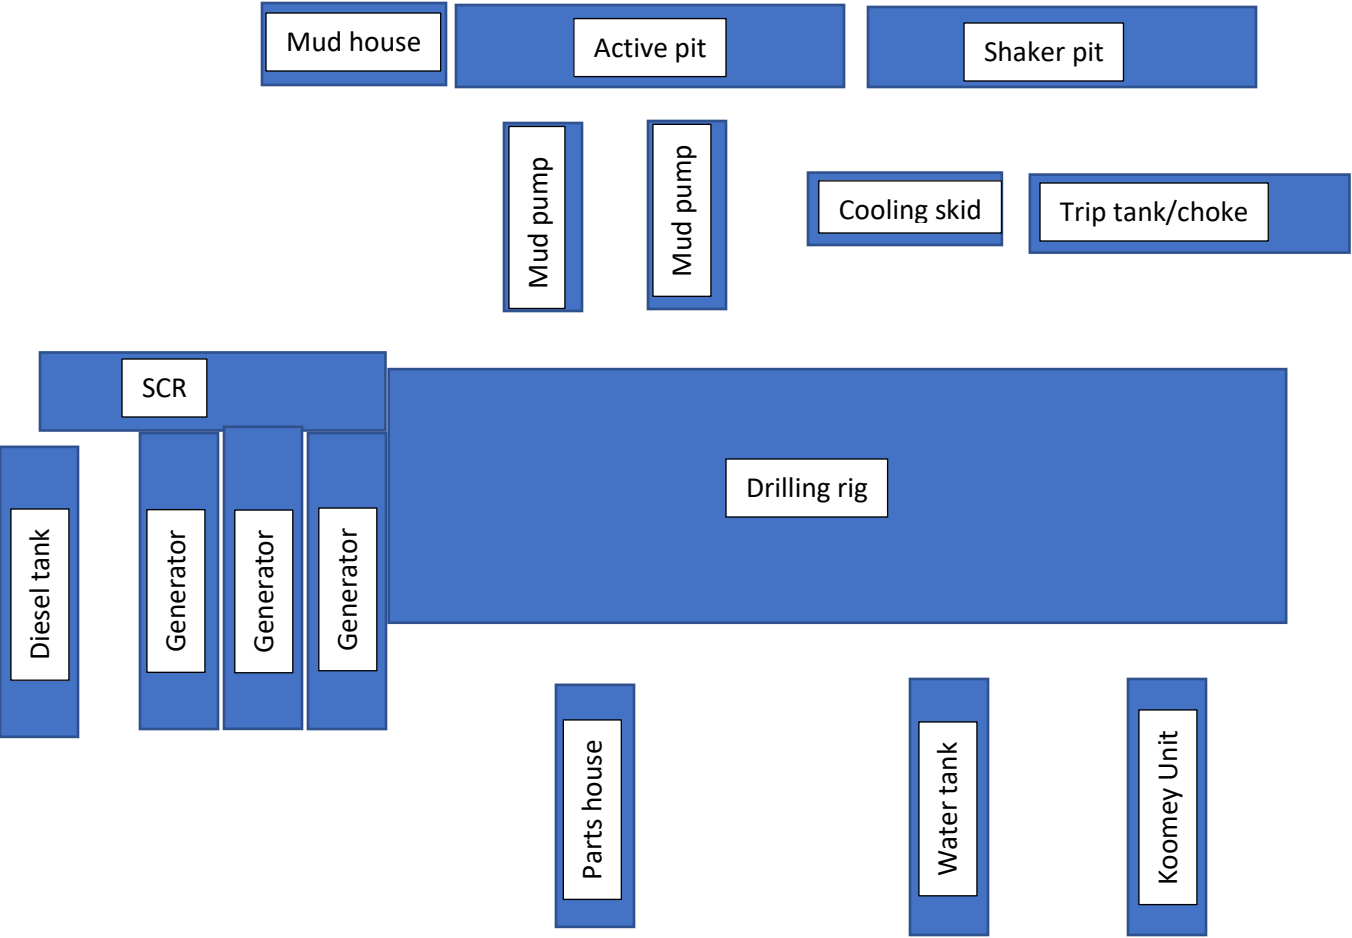 Mud house
Active pit
Shaker pit
Mud pump
Mud pump
Cooling skid
Trip tank/choke
SCR
Drilling rig
Diesel tank
Generator
Generator
Generator
Parts house
Water tank
Koomey Unit